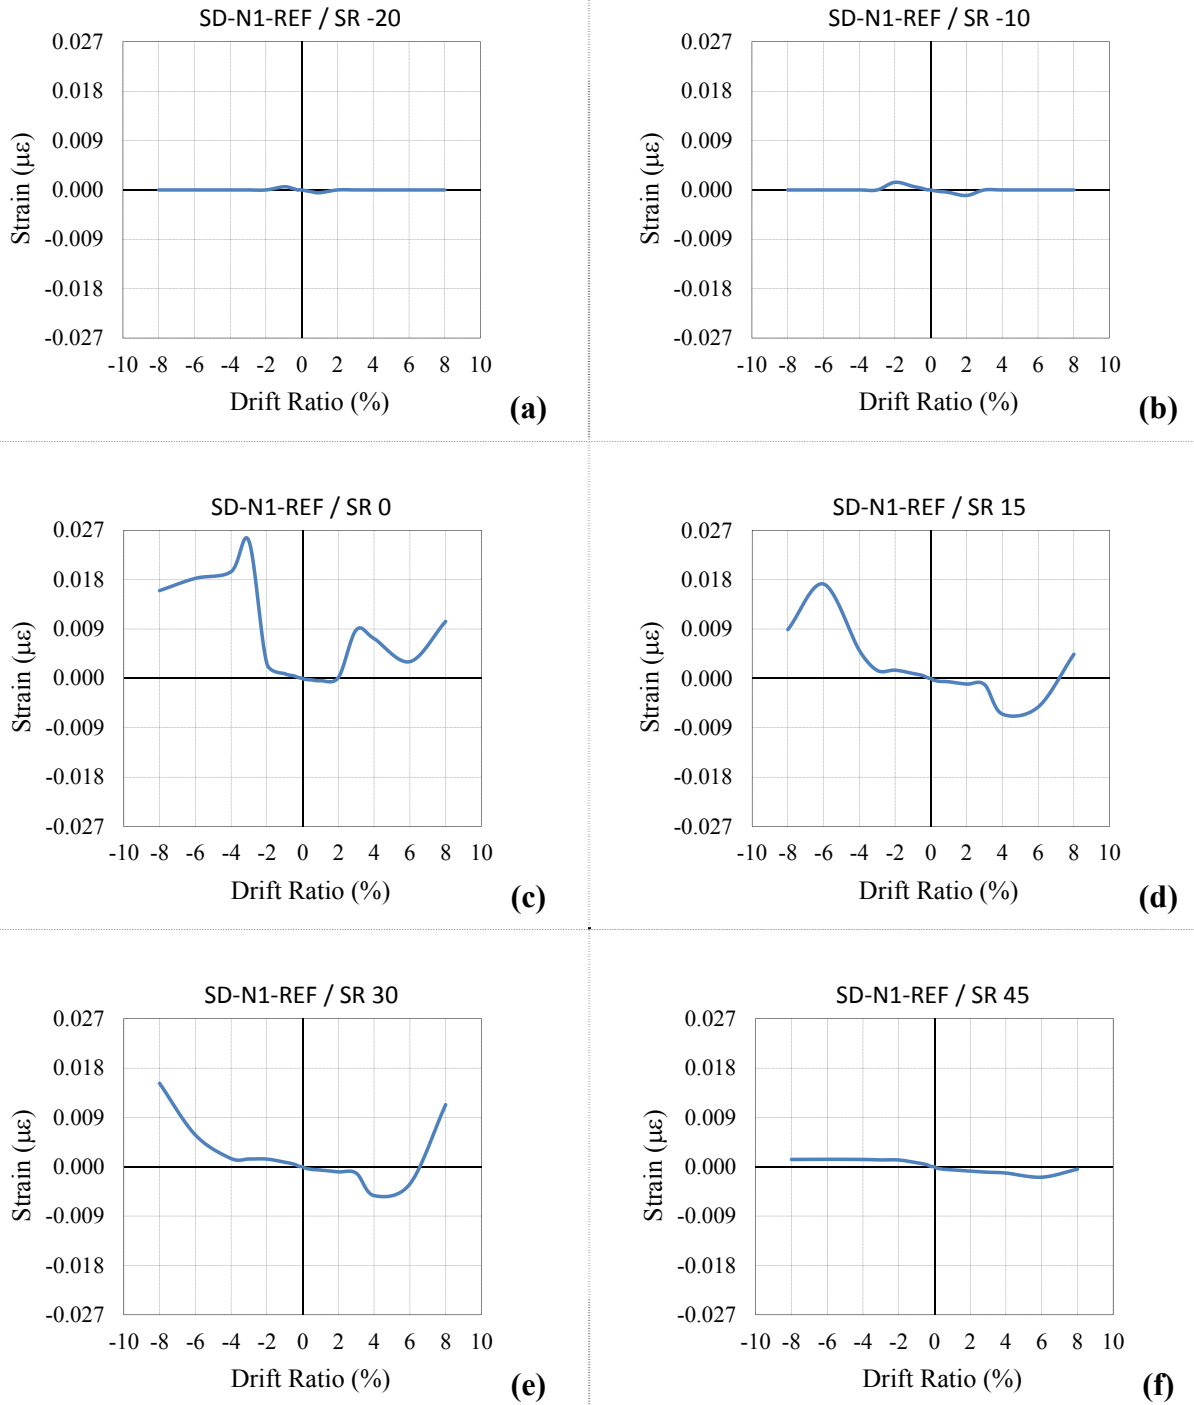 SD-N1-REF / SR -20
0.027
0.018
0.009
0.000
-0.009
-0.018
-0.027
Strain (με)
-10 -8 -6 -4 -2 0 2 4 6 8 10
Drift Ratio (%)
(a)
SD-N1-REF / SR -10
0.027
0.018
0.009
0.000
-0.009
-0.018
-0.027
Strain (με)
-10 -8 -6 -4 -2 0 2 4 6 8 10
Drift Ratio (%)
(b)
SD-N1-REF / SR 0
0.027
0.018
0.009
0.000
-0.009
-0.018
-0.027
Strain (με)
-10 -8 -6 -4 -2 0 2 4 6 8 10
Drift Ratio (%)
(c)
SD-N1-REF / SR 15
0.027
0.018
0.009
0.000
-0.009
-0.018
-0.027
Strain (με)
-10 -8 -6 -4 -2 0 2 4 6 8 10
Drift Ratio (%)
(d)
SD-N1-REF / SR 30
0.027
0.018
0.009
0.000
-0.009
-0.018
-0.027
Strain (με)
-10 -8 -6 -4 -2 0 2 4 6 8 10
Drift Ratio (%)
(e)
SD-N1-REF / SR 45
0.027
0.018
0.009
0.000
-0.009
-0.018
-0.027
Strain (με)
-10 -8 -6 -4 -2 0 2 4 6 8 10
Drift Ratio (%)
(f)